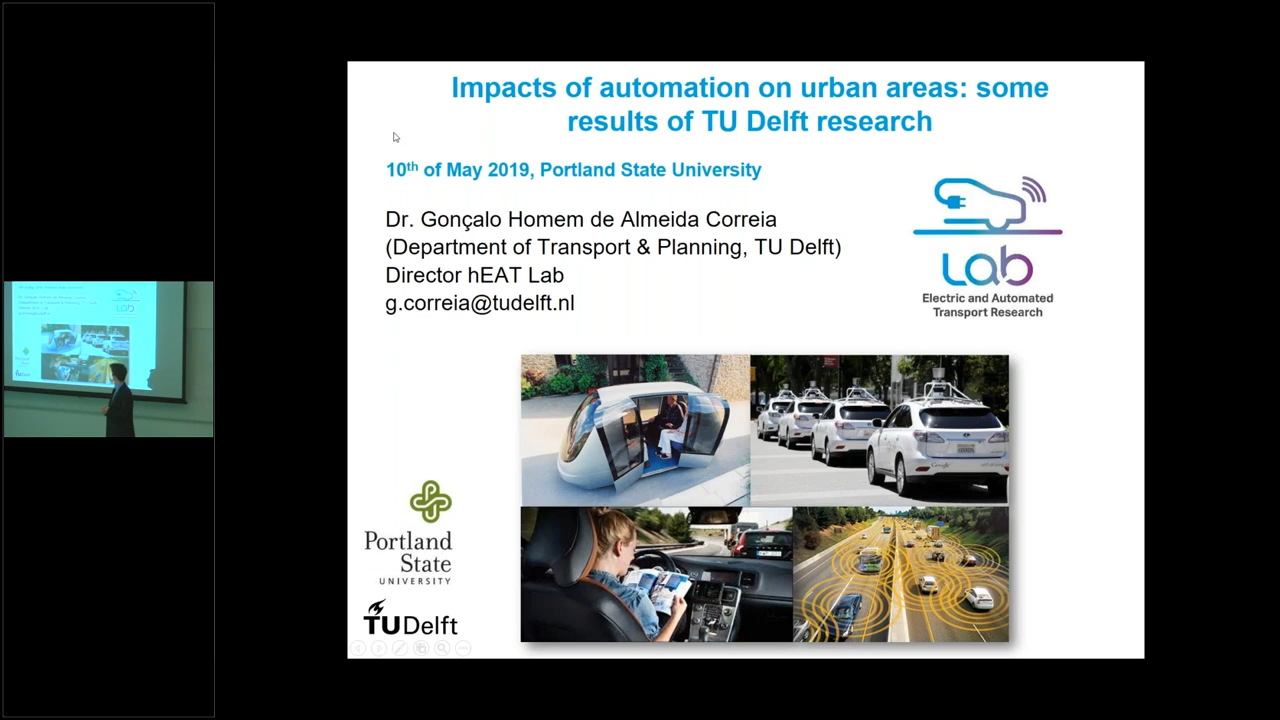 Impacts of automation on urban areas: some
results of TU Delft research
10th of May 2019, Portland State University
Dr. Gonçalo Homem de Almeida Correia
(Department of Transport & Planning, TU Delft)
Director hEAT Lab
g.correia@tudelft.nl
Lab
Electric and Automated
Transport Research
Google
Portland
State
UNIVERSITY
TUDelft